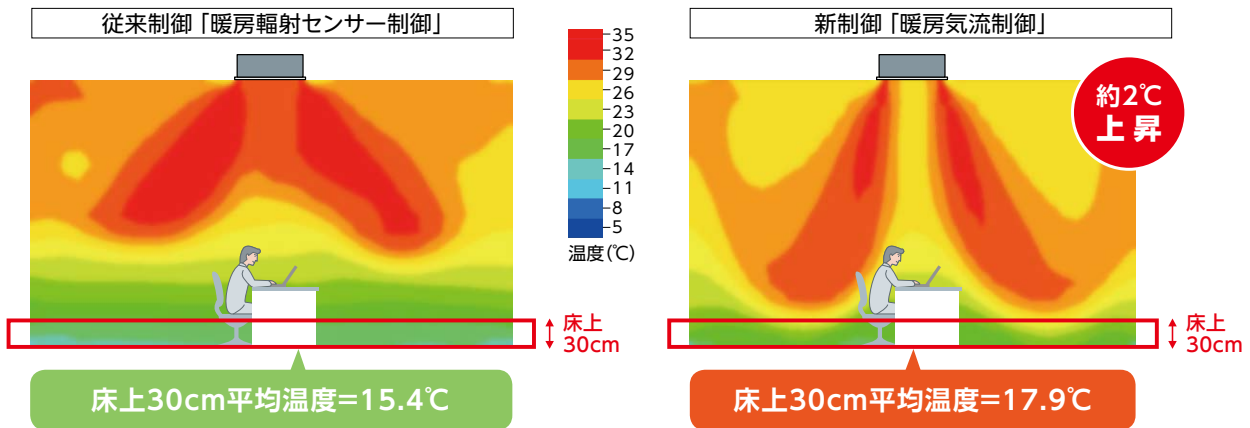 従来制御「暖房輻射センサー制御」
新制御「暖房気流制御」
35
32
29
26
23
20
17
14
11
8
5
温度(℃)
約2℃
上昇
床上
30cm
床上
30cm
床上30cm平均温度=15.4℃
床上30cm平均温度=17.9℃